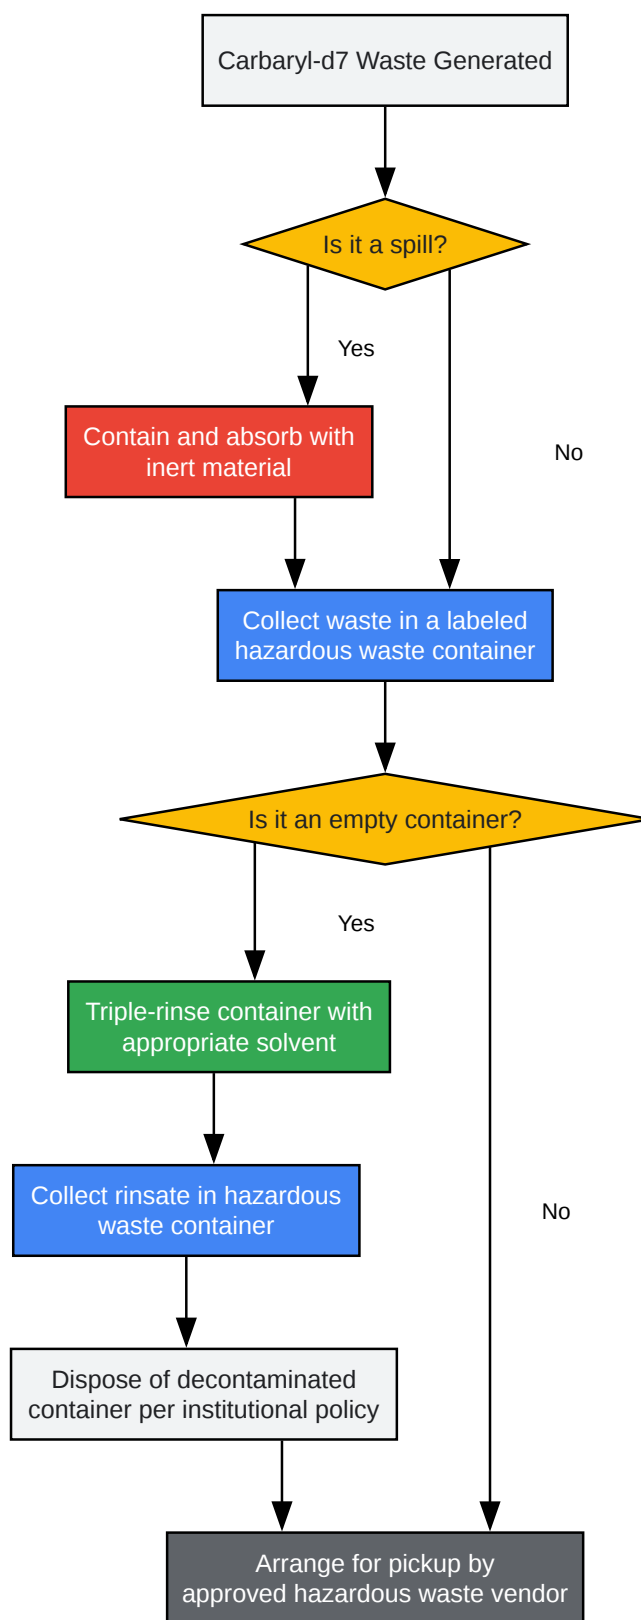 Carbaryl-d7 Waste Generated
Is it a spill?
Yes
Contain and absorb with
inert material
No
Collect waste in a labeled
hazardous waste container
Is it an empty container?
Yes
Triple-rinse container with
appropriate solvent
Collect rinsate in hazardous
waste container
No
Dispose of decontaminated
container per institutional policy
Arrange for pickup by
approved hazardous waste vendor